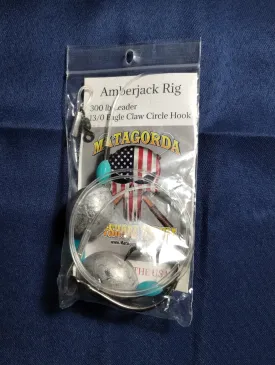 Amberjack Rig
300 lb Leader
13/0 Eagle Claw Circle Hook
MATAGORDA
THE USA